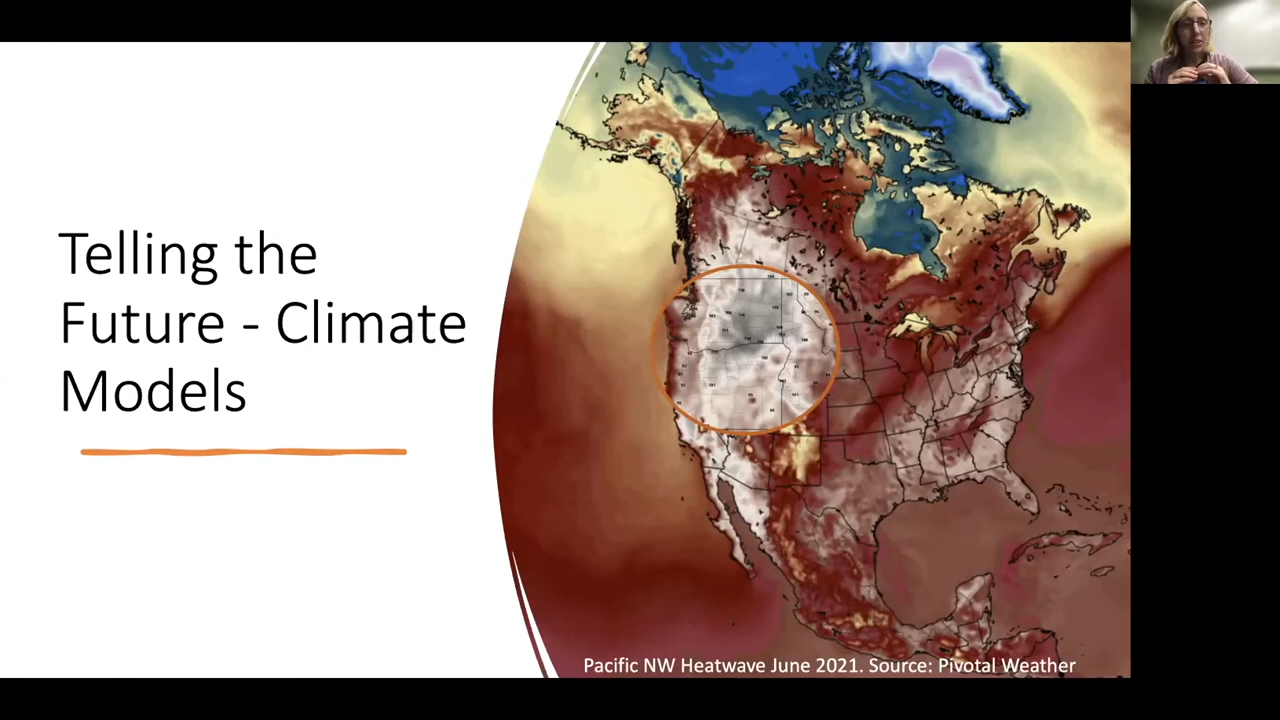 Telling the
Future - Climate
Models
Pacific NW Heatwave June 2021. Source: Pivotal Weather